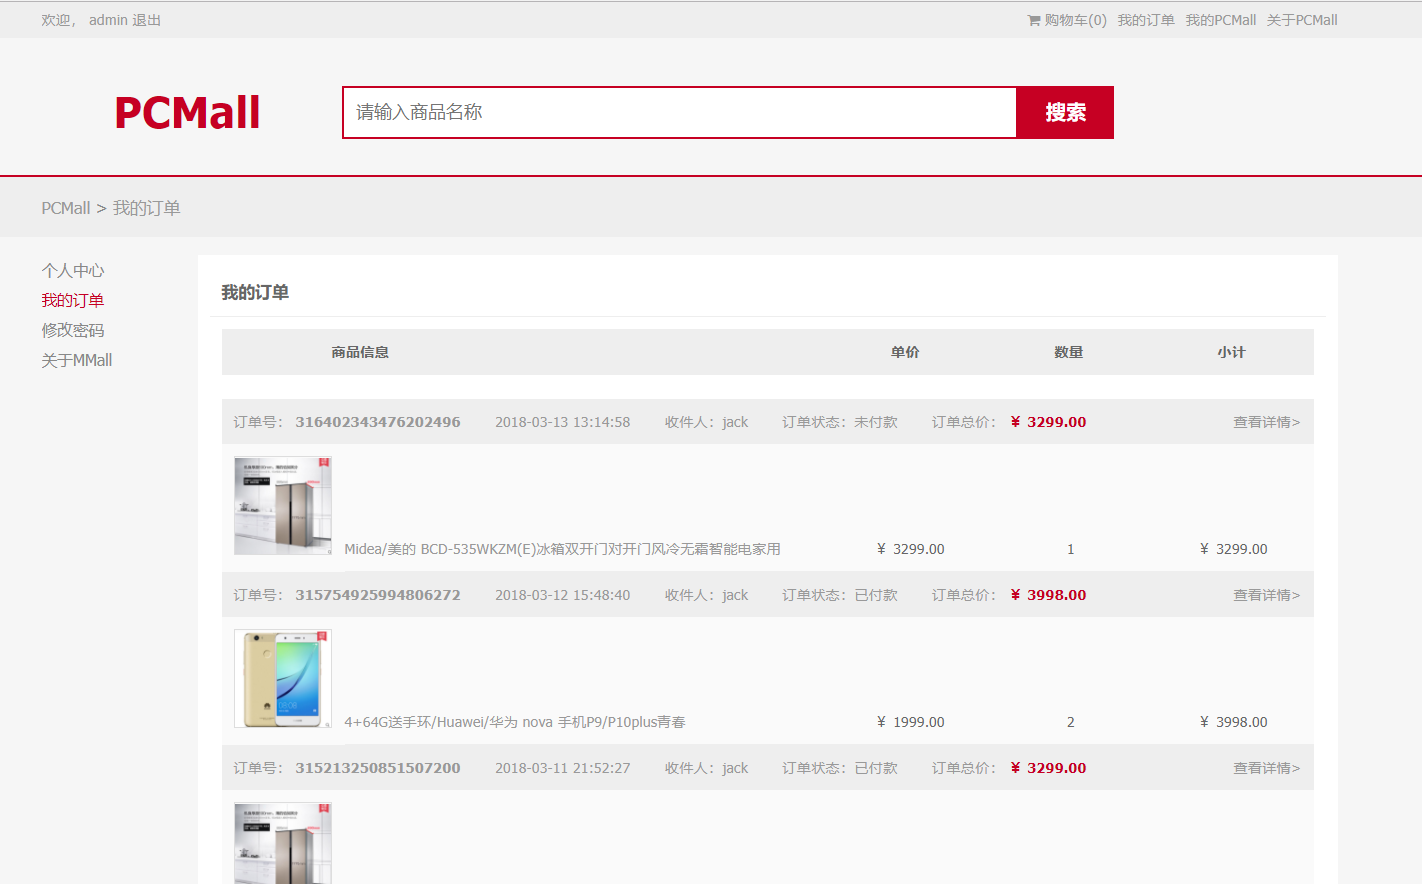 欢迎， admin 退出
购物车(0) 我的订单 我的PCMall 关于PCMall
PCMall
请输入商品名称
搜索
PCMall > 我的订单
个人中心
我的订单
修改密码
关于MMall
我的订单
商品信息 单价 数量 小计
订单号： 316402343476202496 2018-03-13 13:14:58 收件人：jack 订单状态：未付款 订单总价： ¥ 3299.00 查看详情>
Midea/美的 BCD-535WKZM(E)冰箱双开门对开门风冷无霜智能电家用 ¥ 3299.00 1 ¥ 3299.00
订单号： 315754925994806272 2018-03-12 15:48:40 收件人：jack 订单状态：已付款 订单总价： ¥ 3998.00 查看详情>
4+64G送手环/Huawei/华为 nova 手机P9/P10plus青春 ¥ 1999.00 2 ¥ 3998.00
订单号： 315213250851507200 2018-03-11 21:52:27 收件人：jack 订单状态：已付款 订单总价： ¥ 3299.00 查看详情>